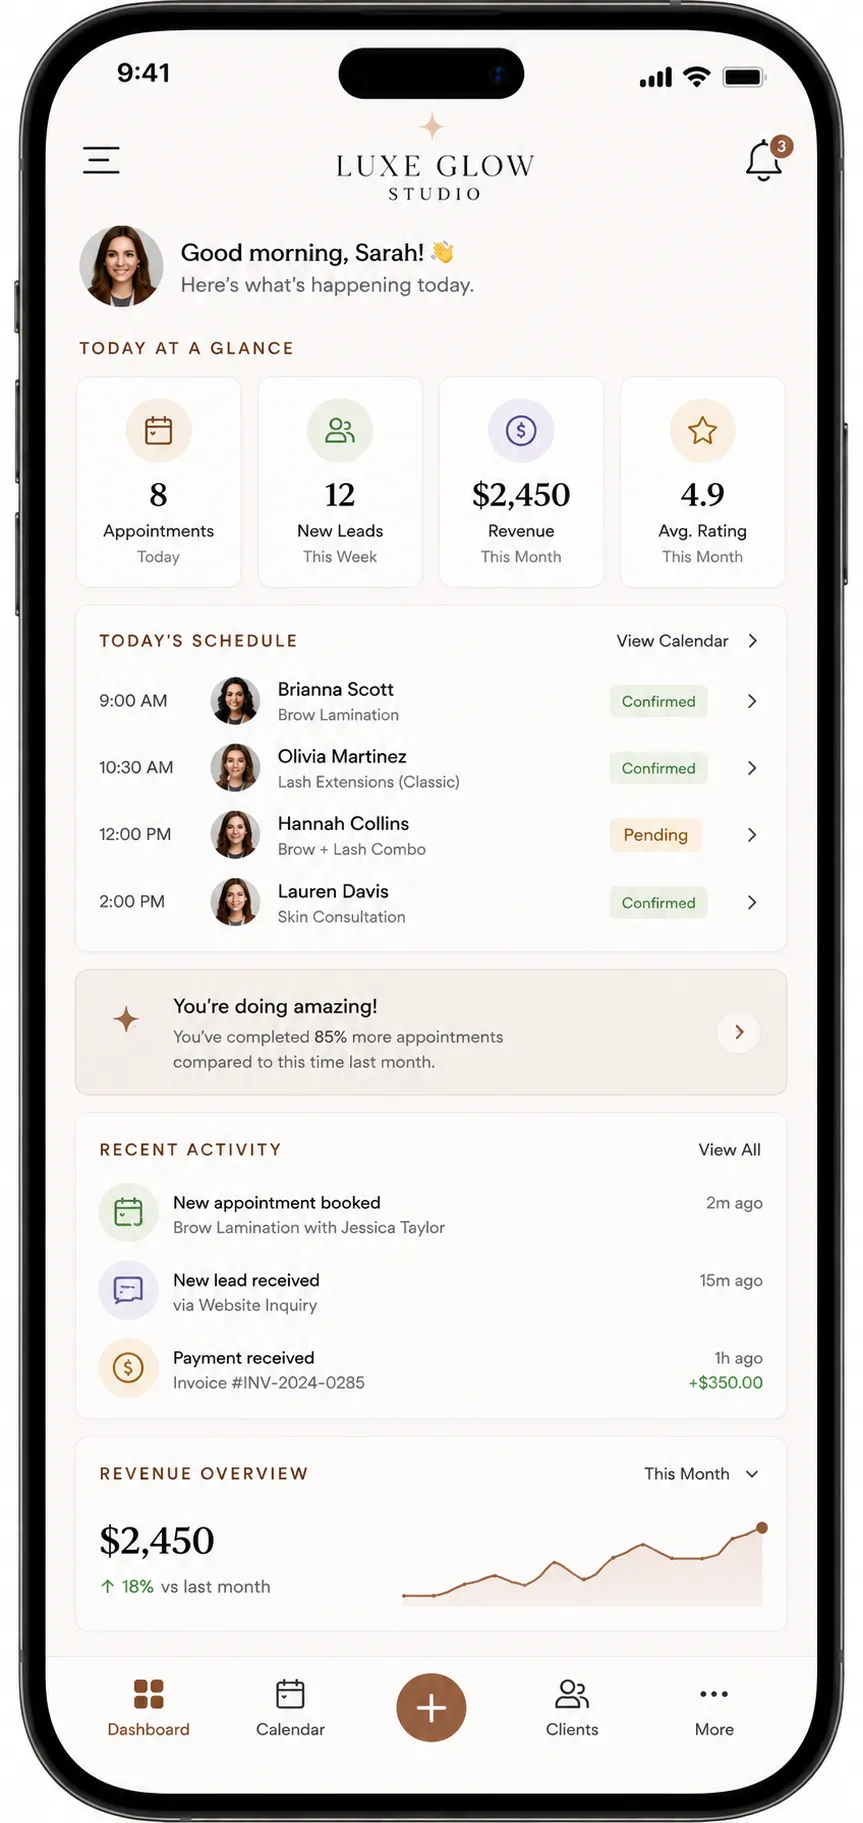 9:41
LUXE GLOW
STUDIO
3
Good morning, Sarah! 👋
Here's what's happening today.
TODAY AT A GLANCE
8
Appointments
Today
12
New Leads
This Week
$2,450
Revenue
This Month
4.9
Avg. Rating
This Month
TODAY'S SCHEDULE
View Calendar
9:00 AM
Brianna Scott
Brow Lamination
Confirmed
10:30 AM
Olivia Martinez
Lash Extensions (Classic)
Confirmed
12:00 PM
Hannah Collins
Brow + Lash Combo
Pending
2:00 PM
Lauren Davis
Skin Consultation
Confirmed
You're doing amazing!
You've completed 85% more appointments
compared to this time last month.
RECENT ACTIVITY
View All
New appointment booked
2m ago
Brow Lamination with Jessica Taylor
New lead received
15m ago
via Website Inquiry
Payment received
1h ago
Invoice #INV-2024-0285
+$350.00
REVENUE OVERVIEW
This Month
$2,450
↑ 18% vs last month
Dashboard
Calendar
Clients
More